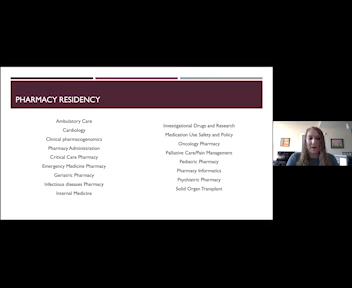 PHARMACY RESIDENCY
Ambulatory Care
Cardiology
Clinical pharmacogenomics
Pharmacy Administration
Critical Care Pharmacy
Emergency Medicine Pharmacy
Geriatric Pharmacy
Infectious diseases Pharmacy
Internal Medicine
Investigational Drugs and Research
Medication Use Safety and Policy
Oncology Pharmacy
Palliative Care/Pain Management
Pediatric Pharmacy
Pharmacy Informatics
Psychiatric Pharmacy
Solid Organ Transplant